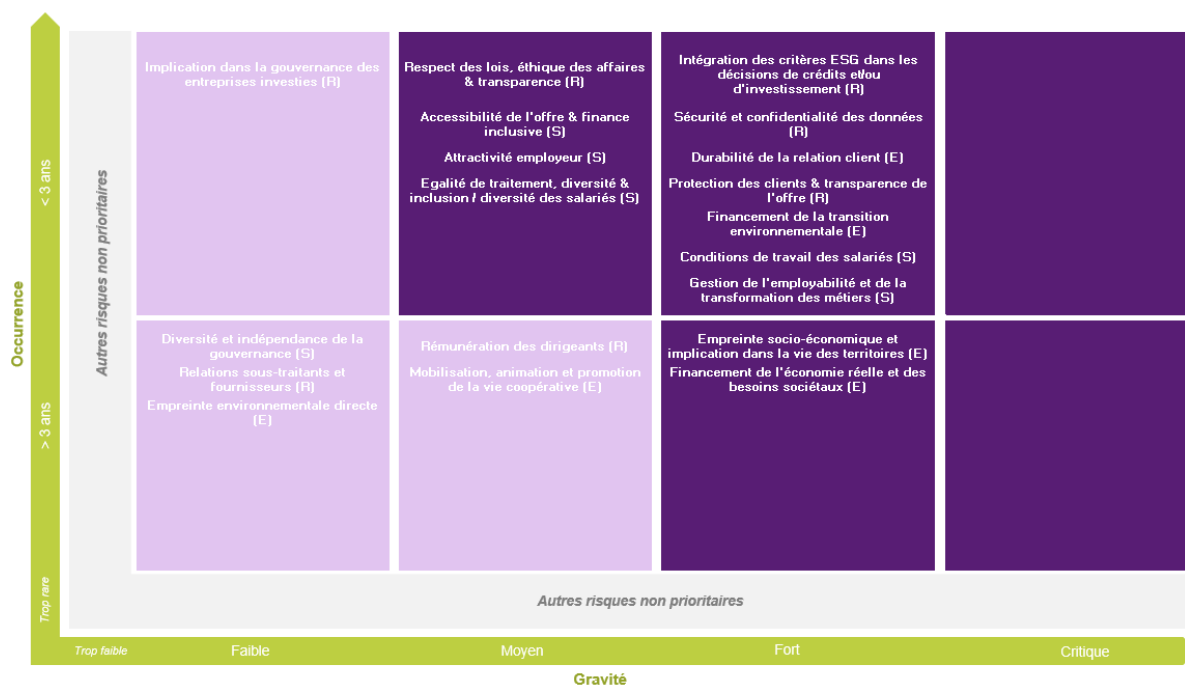 Occurrence
< 3 ans
> 3 ans
Trop rare
Autres risques non prioritaires
Implication dans la gouvernance des
entreprises investies (R)
Respect des lois, éthique des affaires
& transparence (R)
Accessibilité de l'offre & finance
inclusive (S)
Attractivité employeur (S)
Egalité de traitement, diversité &
inclusion / diversité des salariés (S)
Intégration des critères ESG dans les
décisions de crédits et/ou
d'investissement (R)
Sécurité et confidentialité des données
(R)
Durabilité de la relation client (E)
Protection des clients & transparence de
l'offre (R)
Financement de la transition
environnementale (E)
Conditions de travail des salariés (S)
Gestion de l'employabilité et de la
transformation des métiers (S)
Diversité et indépendance de la
gouvernance (S)
Relations sous-traitants et
fournisseurs (R)
Empreinte environnementale directe
(E)
Rémunération des dirigeants (R)
Mobilisation, animation et promotion
de la vie coopérative (E)
Empreinte socio-économique et
implication dans la vie des territoires (E)
Financement de l'économie réelle et des
besoins sociétaux (E)
Autres risques non prioritaires
Trop faible
Faible
Moyen
Fort
Critique
Gravité